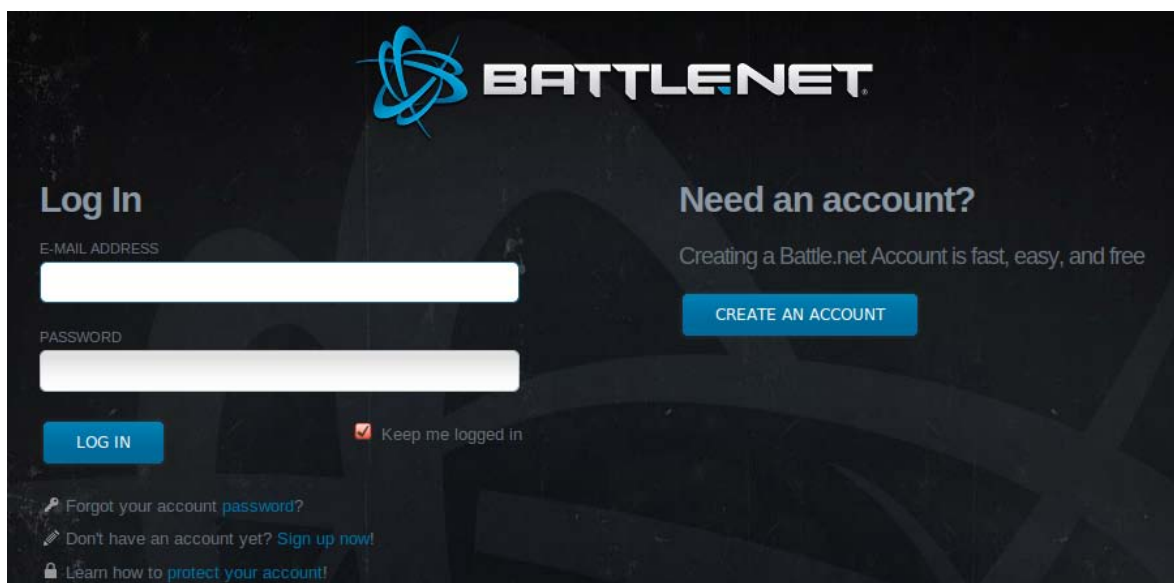 BATTLE.NET®
Log In
E-MAIL ADDRESS
PASSWORD
LOG IN
Keep me logged in
Forgot your account password?
Don't have an account yet? Sign up now!
Learn how to protect your account!
Need an account?
Creating a Battle.net Account is fast, easy, and free
CREATE AN ACCOUNT